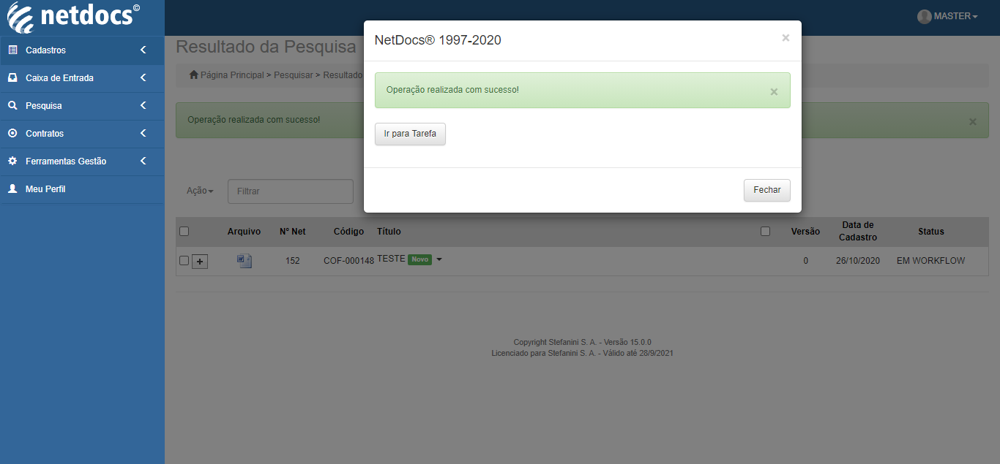 netdocs©
MASTER
Cadastros
Caixa de Entrada
Pesquisa
Contratos
Ferramentas Gestão
Meu Perfil
Resultado da Pesquisa
Página Principal > Pesquisar > Resultado
Operação realizada com sucesso!
×
NetDocs® 1997-2020
×
Operação realizada com sucesso!
×
Ir para Tarefa
Fechar
Ação
Filtrar
Arquivo Nº Net Código Título Versão Data de Cadastro Status
152 COF-000148 TESTE Novo 0 26/10/2020 EM WORKFLOW
Copyright Stefanini S. A. - Versão 15.0.0
Licenciado para Stefanini S. A. - Válido até 28/9/2021